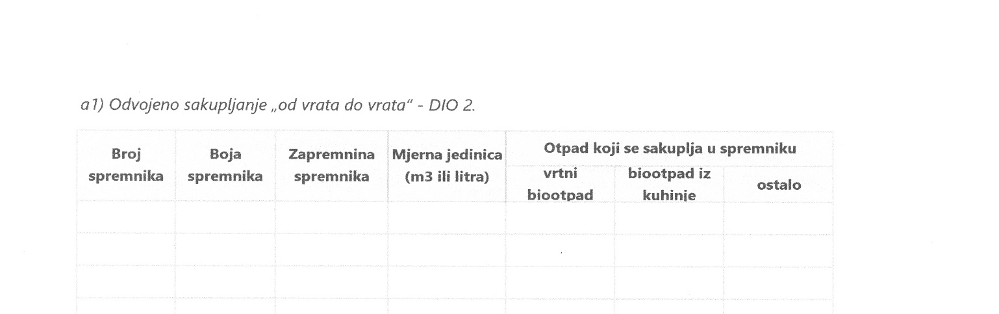 a1) Odvojeno sakupljanje „od vrata do vrata“ - DIO 2.
Broj
spremnika
Boja
spremnika
Zapremnina
spremnika
Mjerna jedinica
(m3 ili litra)
Otpad koji se sakuplja u spremniku
vrtni
biootpad
biootpad iz
kuhinje
ostalo